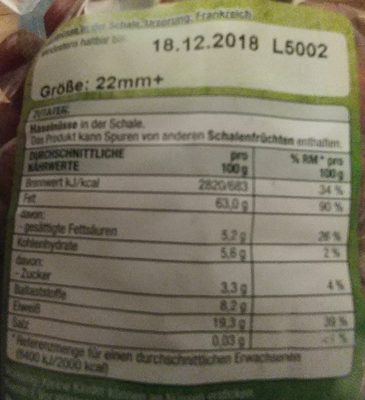 Haselnüsse in der Schale, Ursprung: Frankreich
mindestens haltbar bis:
18.12.2018 L5002
Größe: 22mm+
ZUTATEN:
Haselnüsse in der Schale.
Das Produkt kann Spuren von anderen Schalenfrüchten enthalten.
DURCHSCHNITTLICHE NÄHRWERTE pro 100 g % RM* pro 100 g
Brennwert kJ/kcal 2820/683 34 %
Fett 63,0 g 90 %
davon:
- gesättigte Fettsäuren 5,2 g 26 %
Kohlenhydrate 5,6 g 2 %
davon:
- Zucker 3,3 g 4 %
Ballaststoffe 8,2 g
Eiweiß 19,3 g 39 %
Salz 0,03 g
*Referenzmenge für einen durchschnittlichen Erwachsenen
(8400 kJ/2000 kcal)